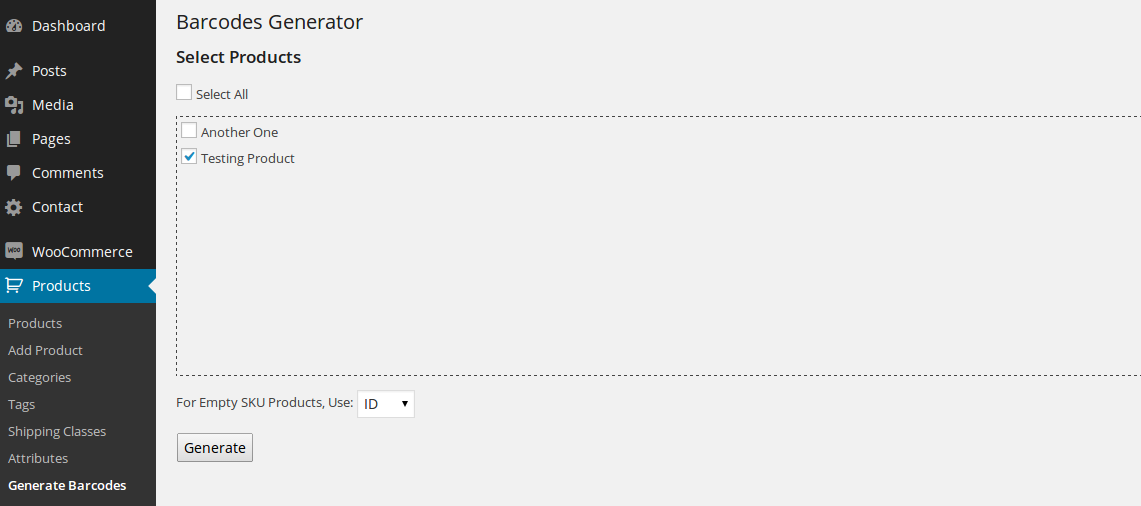 Dashboard
Posts
Media
Pages
Comments
Contact
WOO WooCommerce
Products
Products
Add Product
Categories
Tags
Shipping Classes
Attributes
Generate Barcodes
Barcodes Generator
Select Products
Select All
Another One
Testing Product
For Empty SKU Products, Use: ID
Generate